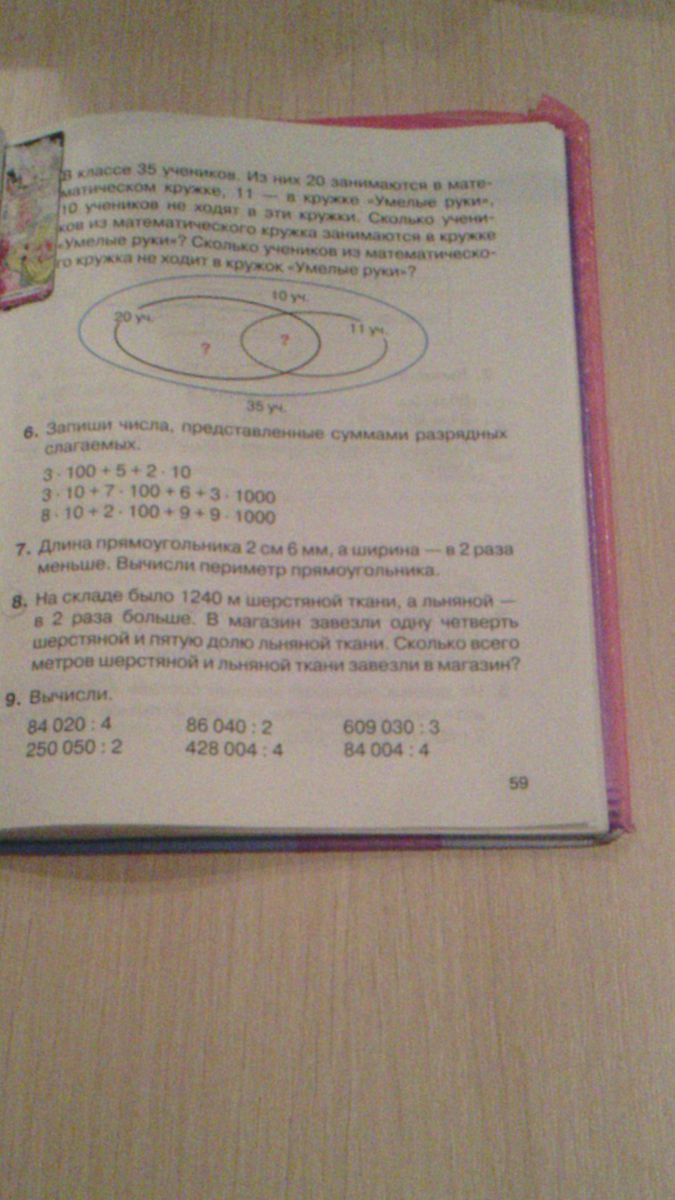 В классе 35 учеников. Из них 20 занимаются в мате-
матическом кружке, 11 — в кружке «Умелые руки»,
10 учеников не ходят в эти кружки. Сколько учени-
ков из математического кружка занимаются в кружке
«Умелые руки»? Сколько учеников из математическо-
го кружка не ходит в кружок «Умелые руки»?
10 уч.
20 уч.
11 уч.
? ?
35 уч.
6. Запиши числа, представленные суммами разрядных
слагаемых.
3 · 100 + 5 + 2 · 10
3 · 10 + 7 · 100 + 6 + 3 · 1000
8 · 10 + 2 · 100 + 9 + 9 · 1000
7. Длина прямоугольника 2 см 6 мм, а ширина — в 2 раза
меньше. Вычисли периметр прямоугольника.
8. На складе было 1240 м шерстяной ткани, а льняной —
в 2 раза больше. В магазин завезли одну четверть
шерстяной и пятую долю льняной ткани. Сколько всего
метров шерстяной и льняной ткани завезли в магазин?
9. Вычисли.
84 020 : 4 86 040 : 2 609 030 : 3
250 050 : 2 428 004 : 4 84 004 : 4
59